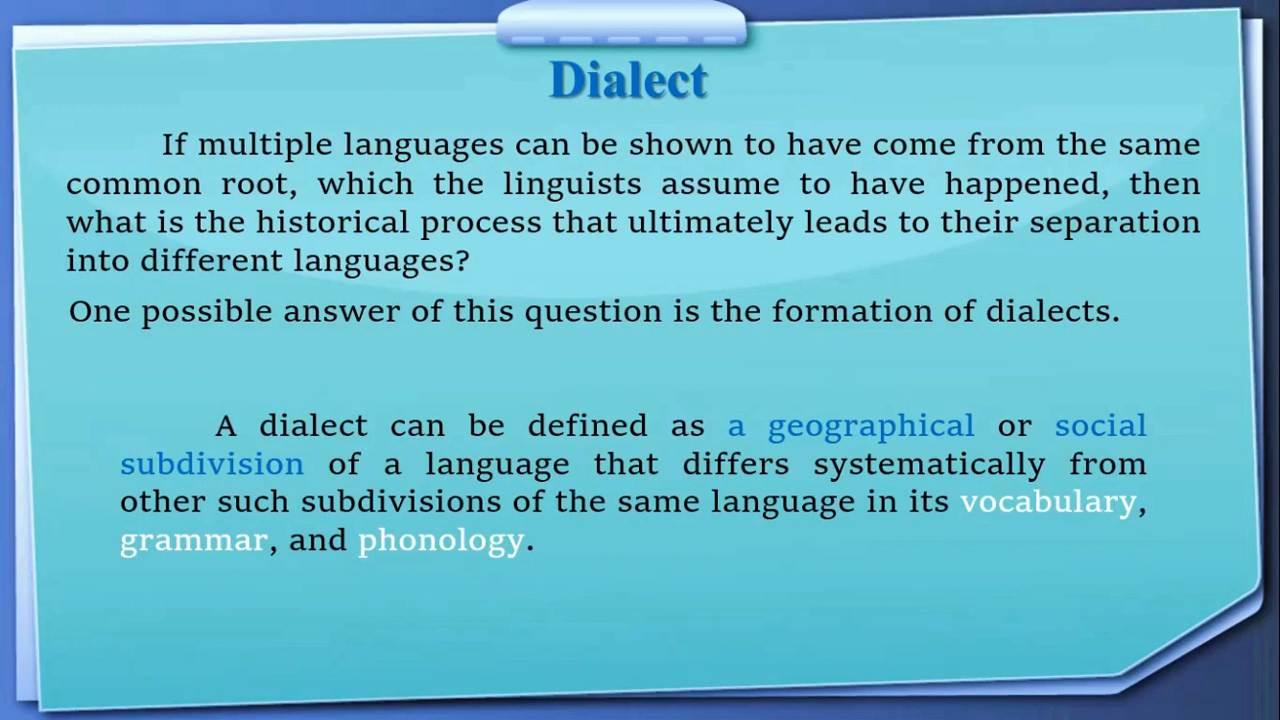 Dialect
If multiple languages can be shown to have come from the same
common root, which the linguists assume to have happened, then
what is the historical process that ultimately leads to their separation
into different languages?
One possible answer of this question is the formation of dialects.
A dialect can be defined as a geographical or social
subdivision of a language that differs systematically from
other such subdivisions of the same language in its vocabulary,
grammar, and phonology.